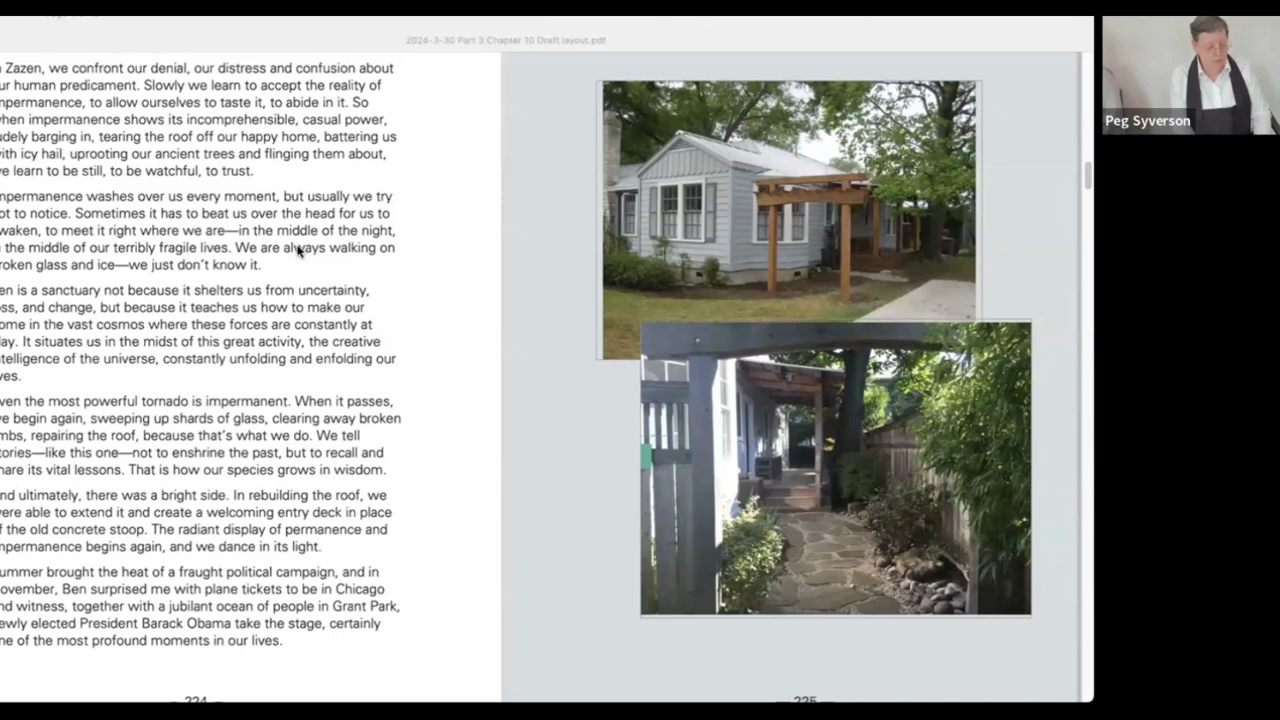 2024-3-30 Part 3 Chapter 10 Draft layout.pdf
Zazen, we confront our denial, our distress and confusion about
ur human predicament. Slowly we learn to accept the reality of
mpermanence, to allow ourselves to taste it, to abide in it. So
hen impermanence shows its incomprehensible, casual power,
udely barging in, tearing the roof off our happy home, battering us
ith icy hail, uprooting our ancient trees and flinging them about,
e learn to be still, to be watchful, to trust.
mpermanence washes over us every moment, but usually we try
ot to notice. Sometimes it has to beat us over the head for us to
waken, to meet it right where we are—in the middle of the night,
the middle of our terribly fragile lives. We are always walking on
roken glass and ice—we just don't know it.
en is a sanctuary not because it shelters us from uncertainty,
oss, and change, but because it teaches us how to make our
ome in the vast cosmos where these forces are constantly at
lay. It situates us in the midst of this great activity, the creative
ntelligence of the universe, constantly unfolding and enfolding our
ves.
ven the most powerful tornado is impermanent. When it passes,
e begin again, sweeping up shards of glass, clearing away broken
mbs, repairing the roof, because that's what we do. We tell
tories—like this one—not to enshrine the past, but to recall and
hare its vital lessons. That is how our species grows in wisdom.
nd ultimately, there was a bright side. In rebuilding the roof, we
ere able to extend it and create a welcoming entry deck in place
f the old concrete stoop. The radiant display of permanence and
mpermanence begins again, and we dance in its light.
ummer brought the heat of a fraught political campaign, and in
ovember, Ben surprised me with plane tickets to be in Chicago
nd witness, together with a jubilant ocean of people in Grant Park,
ewly elected President Barack Obama take the stage, certainly
ne of the most profound moments in our lives.
— 224 —
— 225 —
Peg Syverson